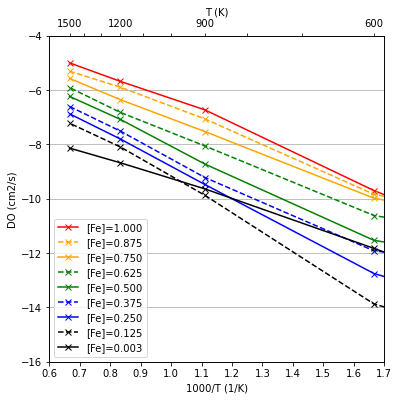 T (K)
1500 1200 900 600
−4
−6
−8
−10
−12
−14
−16
DO (cm2/s)
[Fe]=1.000
[Fe]=0.875
[Fe]=0.750
[Fe]=0.625
[Fe]=0.500
[Fe]=0.375
[Fe]=0.250
[Fe]=0.125
[Fe]=0.003
0.6 0.7 0.8 0.9 1.0 1.1 1.2 1.3 1.4 1.5 1.6 1.7
1000/T (1/K)